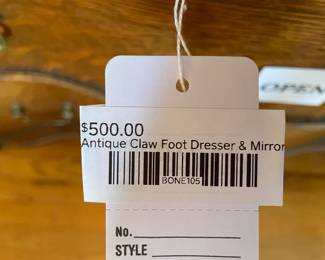 OPEN
$500.00
Antique Claw Foot Dresser & Mirror
BONE105
No.
STYLE